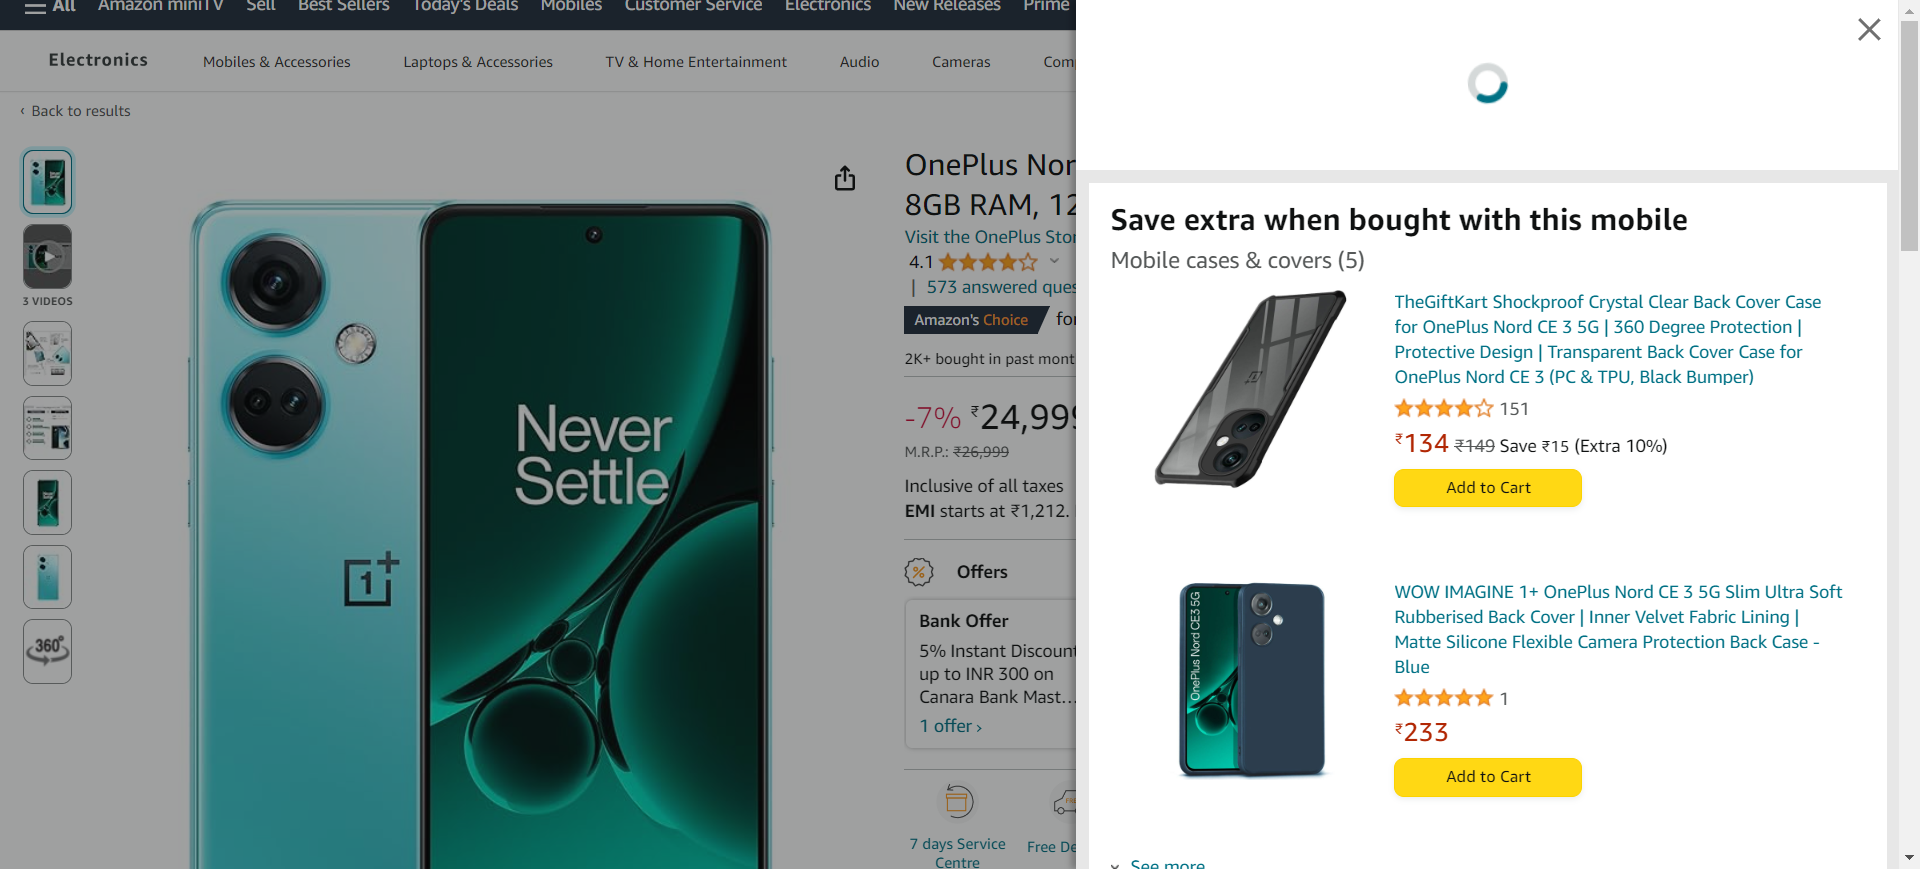 All
Amazon miniTV
Sell
Best Sellers
Today's Deals
Mobiles
Customer Service
Electronics
New Releases
Prime
Electronics
Mobiles & Accessories
Laptops & Accessories
TV & Home Entertainment
Audio
Cameras
Com
‹ Back to results
3 VIDEOS
360°
Never
Settle
OnePlus Nor
8GB RAM, 12
Visit the OnePlus Stor
4.1
| 573 answered ques
Amazon's Choice
for
2K+ bought in past mont
-7% ₹24,999
M.R.P.: ₹26,999
Inclusive of all taxes
EMI starts at ₹1,212.
Offers
Bank Offer
5% Instant Discount
up to INR 300 on
Canara Bank Mast...
1 offer ›
7 days Service
Centre
Free De
Save extra when bought with this mobile
Mobile cases & covers (5)
TheGiftKart Shockproof Crystal Clear Back Cover Case
for OnePlus Nord CE 3 5G | 360 Degree Protection |
Protective Design | Transparent Back Cover Case for
OnePlus Nord CE 3 (PC & TPU, Black Bumper)
151
₹134 ₹149 Save ₹15 (Extra 10%)
Add to Cart
OnePlus Nord CE3 5G
WOW IMAGINE 1+ OnePlus Nord CE 3 5G Slim Ultra Soft
Rubberised Back Cover | Inner Velvet Fabric Lining |
Matte Silicone Flexible Camera Protection Back Case -
Blue
1
₹233
Add to Cart
See more